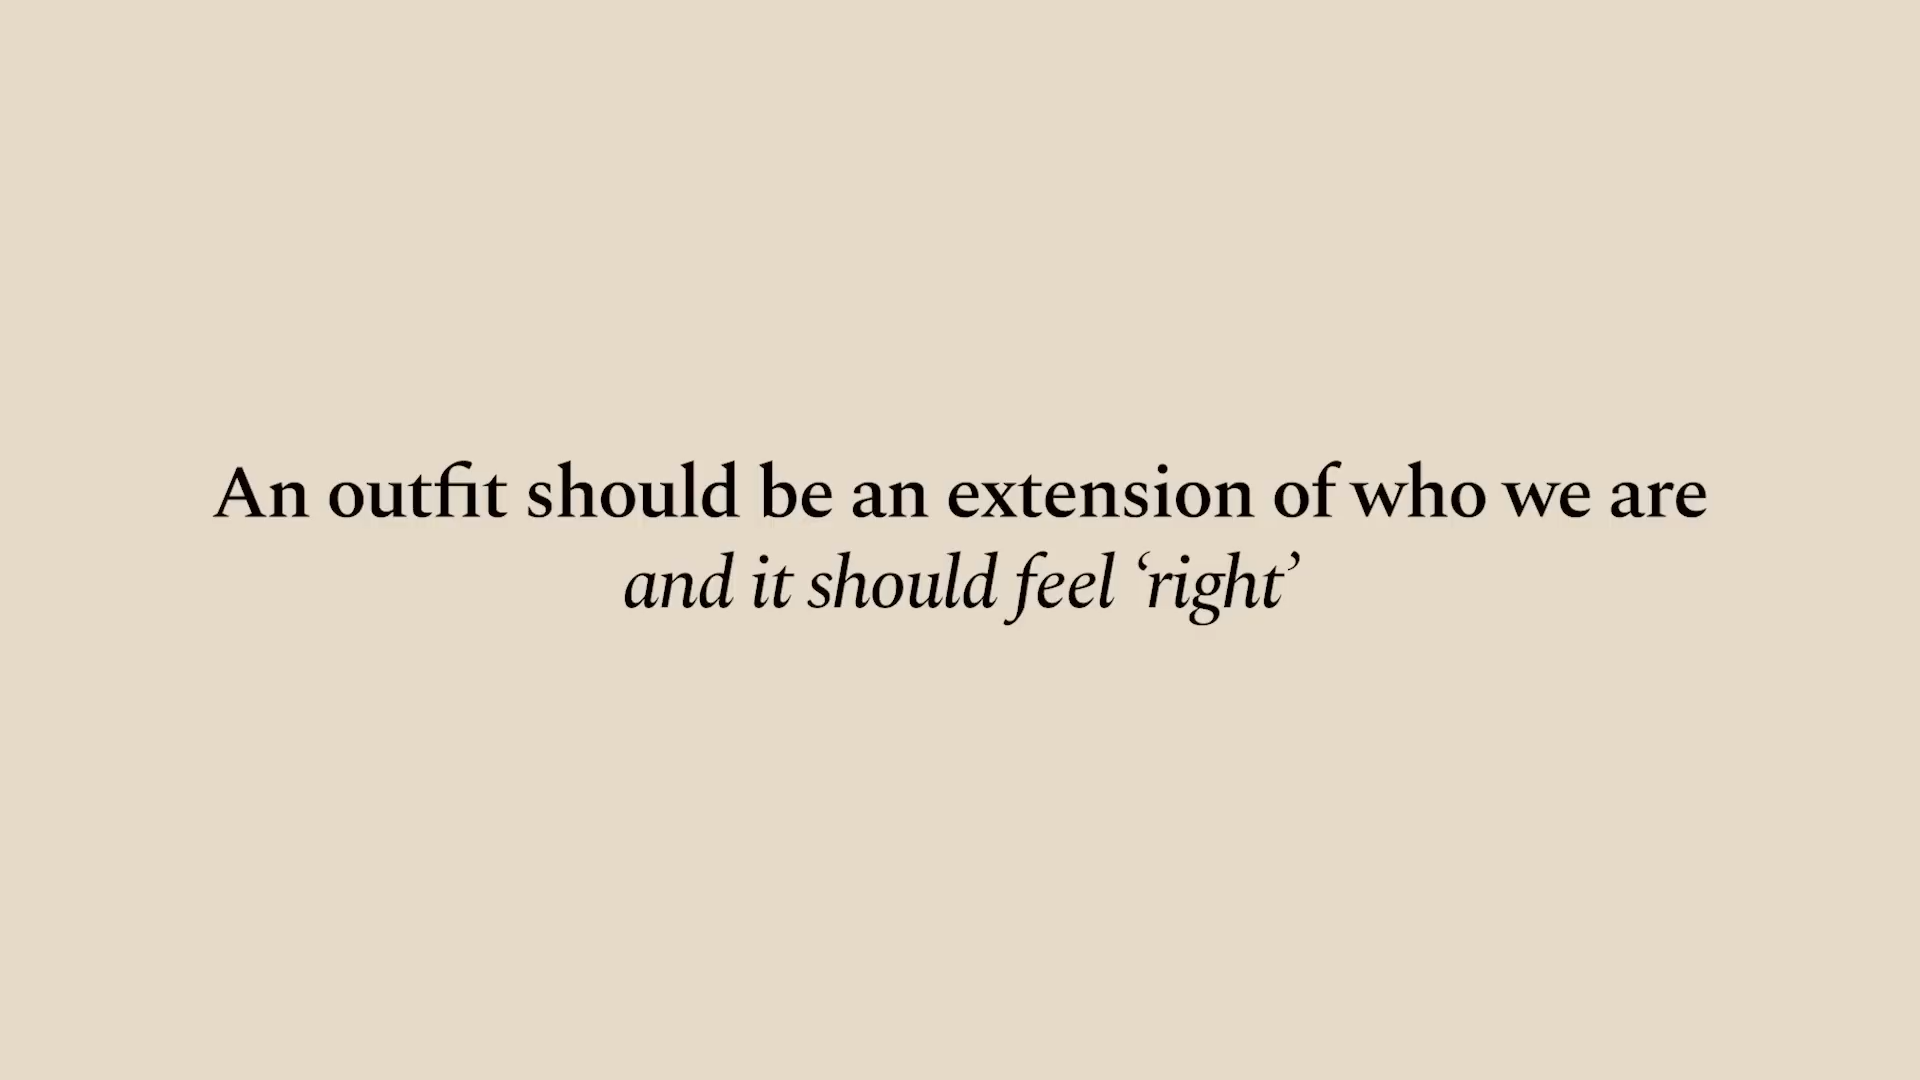 An outfit should be an extension of who we are
and it should feel ‘right’